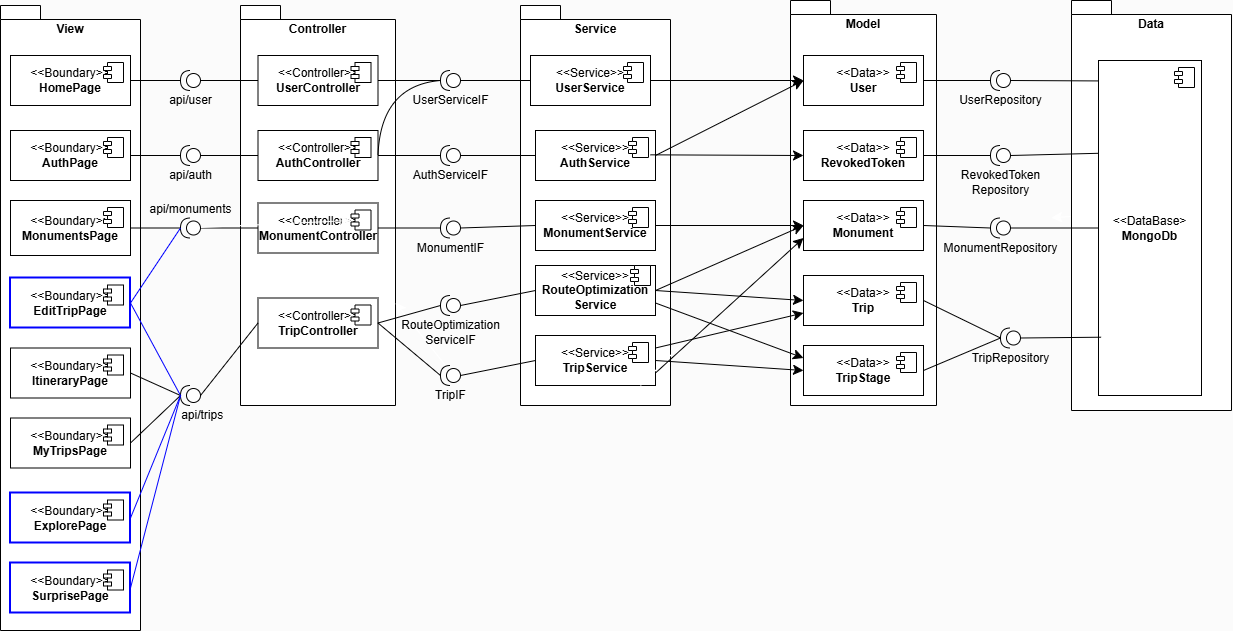 View
<<Boundary>>
HomePage
<<Boundary>>
AuthPage
<<Boundary>>
MonumentsPage
<<Boundary>>
EditTripPage
<<Boundary>>
ItineraryPage
<<Boundary>>
MyTripsPage
<<Boundary>>
ExplorePage
<<Boundary>>
SurprisePage
api/user
api/auth
api/monuments
api/trips
Controller
<<Controller>>
UserController
<<Controller>>
AuthController
<<Controller
MonumentController
<<Controller>>
TripController
UserServiceIF
AuthServiceIF
MonumentIF
RouteOptimization
ServiceIF
TripIF
Service
<<Service>>
UserService
<<Service>>
AuthService
<<Service>>
MonumentService
<<Service>>
RouteOptimization
Service
<<Service>>
TripService
Model
<<Data>>
User
<<Data>>
RevokedToken
<<Data>>
Monument
<<Data>>
Trip
<<Data>>
TripStage
UserRepository
RevokedToken
Repository
MonumentRepository
TripRepository
Data
<<DataBase>
MongoDb